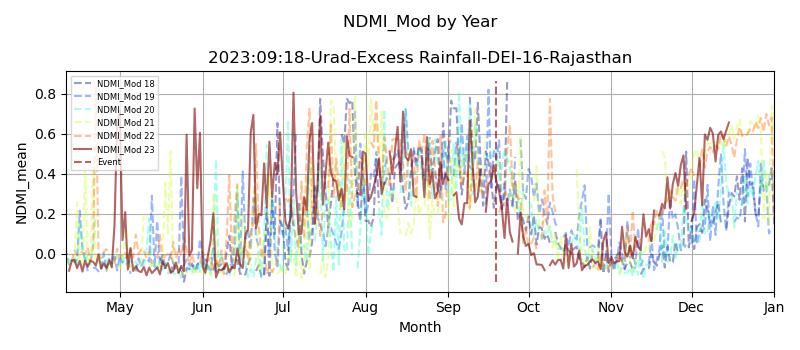 NDMI_Mod by Year
2023:09:18-Urad-Excess Rainfall-DEI-16-Rajasthan
NDMI_Mod 18
NDMI_Mod 19
NDMI_Mod 20
NDMI_Mod 21
NDMI_Mod 22
NDMI_Mod 23
Event
NDMI_mean
0.8
0.6
0.4
0.2
0.0
May
Jun
Jul
Aug
Sep
Oct
Nov
Dec
Jan
Month